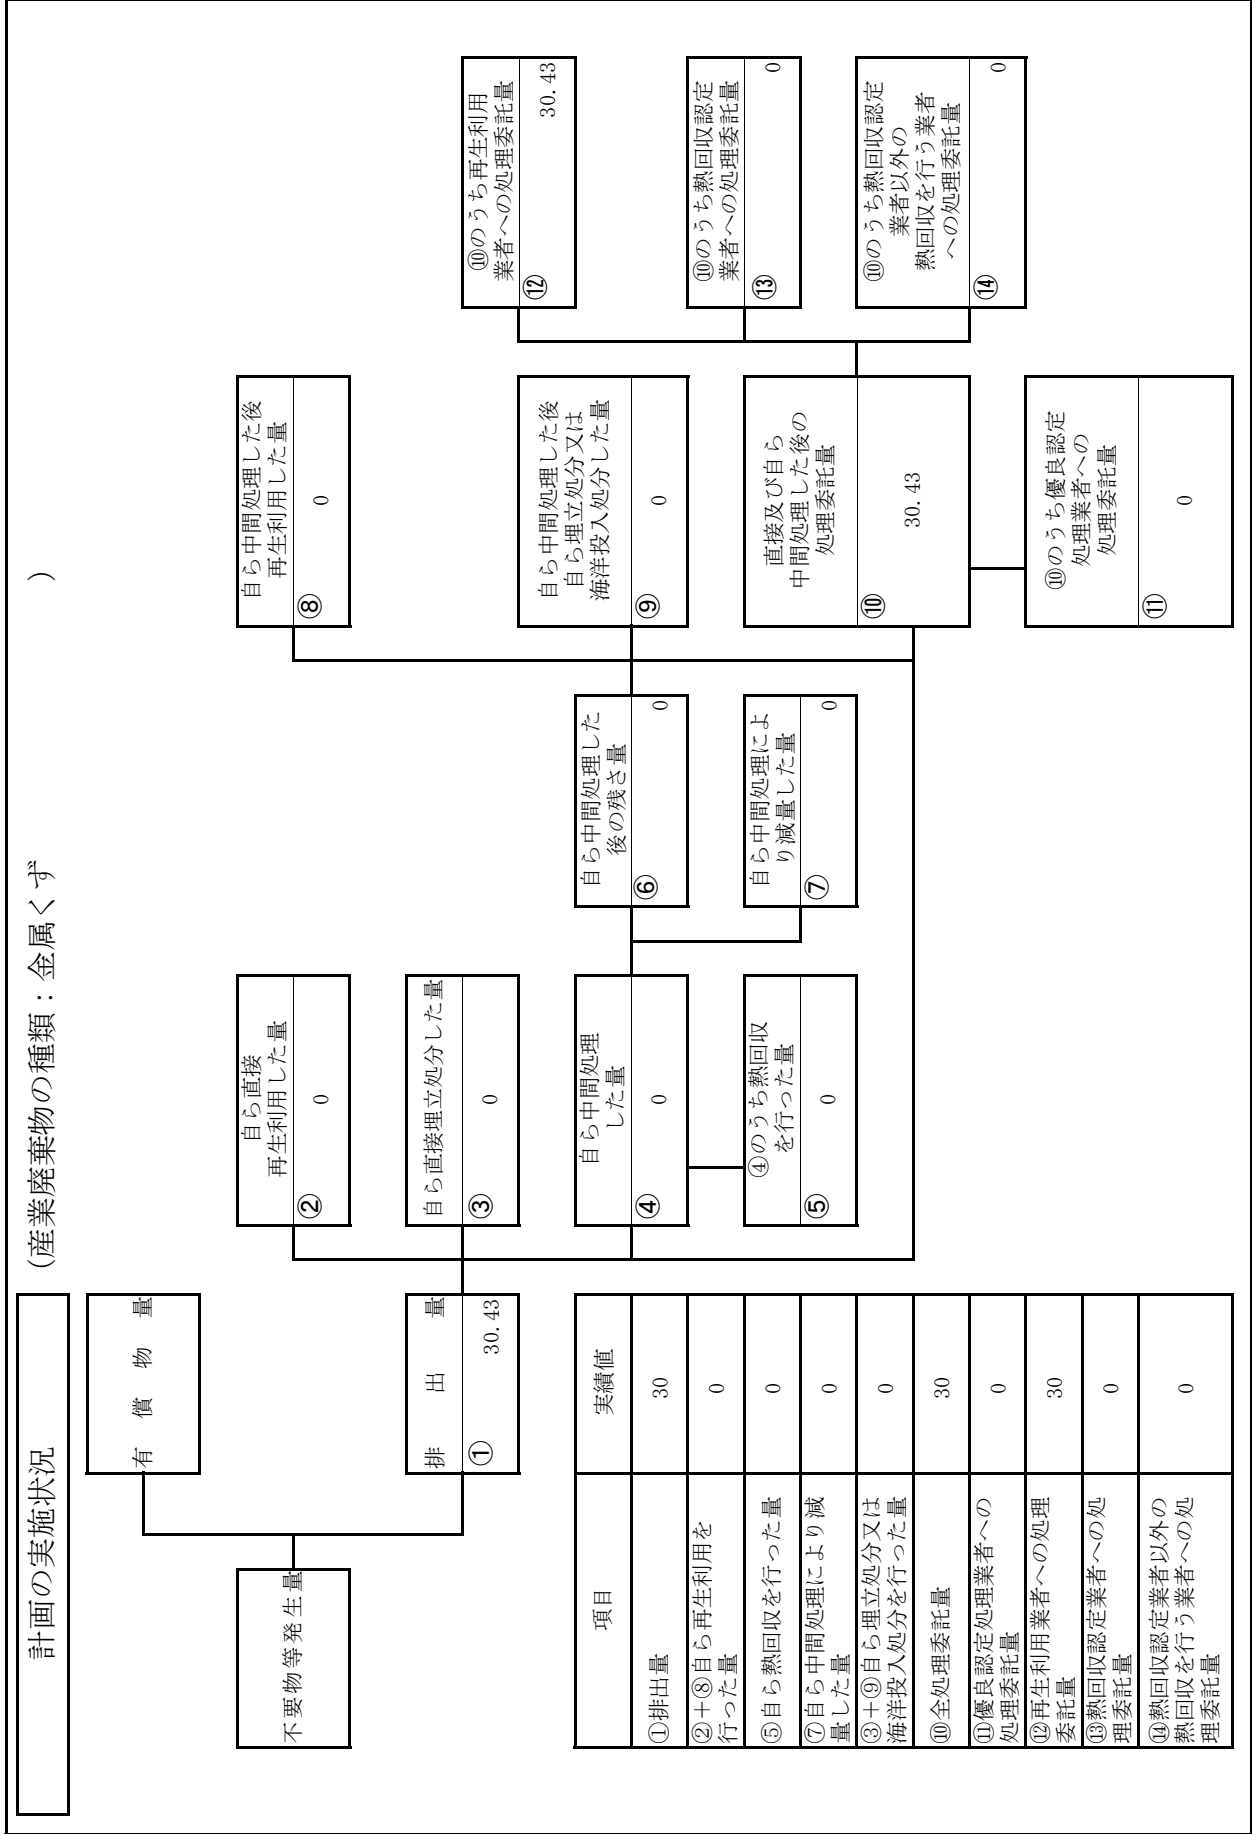 計画の実施状況
(産業廃棄物の種類：金属くず )
不要物等発生量
有償物量
排出量
①
30.43
自ら直接
再生利用した量
②
0
自ら直接埋立処分した量
③
0
自ら中間処理
した量
④
0
④のうち熱回収
を行った量
⑤
0
自ら中間処理した
後の残さ量
⑥
0
自ら中間処理によ
り減量した量
⑦
0
自ら中間処理した後
再生利用した量
⑧
0
自ら中間処理した後
自ら埋立処分又は
海洋投入処分した量
⑨
0
直接及び自ら
中間処理した後の
処理委託量
⑩
30.43
⑩のうち優良認定
処理業者への
処理委託量
⑪
0
⑩のうち再生利用
業者への処理委託量
⑫
30.43
⑩のうち熱回収認定
業者への処理委託量
⑬
0
⑩のうち熱回収認定
業者以外の
熱回収を行う業者
への処理委託量
⑭
0
項目 実績値
①排出量 30
②＋⑧自ら再生利用を
行った量 0
⑤自ら熱回収を行った量 0
⑦自ら中間処理により減
量した量 0
③＋⑨自ら埋立処分又は
海洋投入処分を行った量 0
⑩全処理委託量 30
⑪優良認定処理業者への
処理委託量 0
⑫再生利用業者への処理
委託量 30
⑬熱回収認定業者への処
理委託量 0
⑭熱回収認定業者以外の
熱回収を行う業者への処
理委託量 0